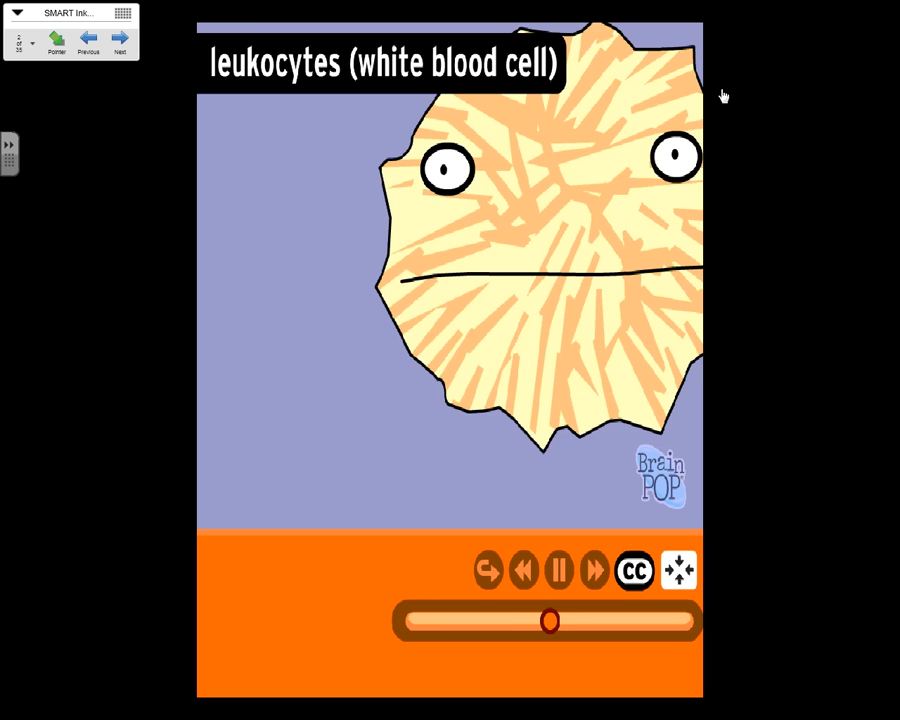 SMART Ink...
2
of
35
Pointer
Previous
Next
leukocytes (white blood cell)
Brain
POP
CC